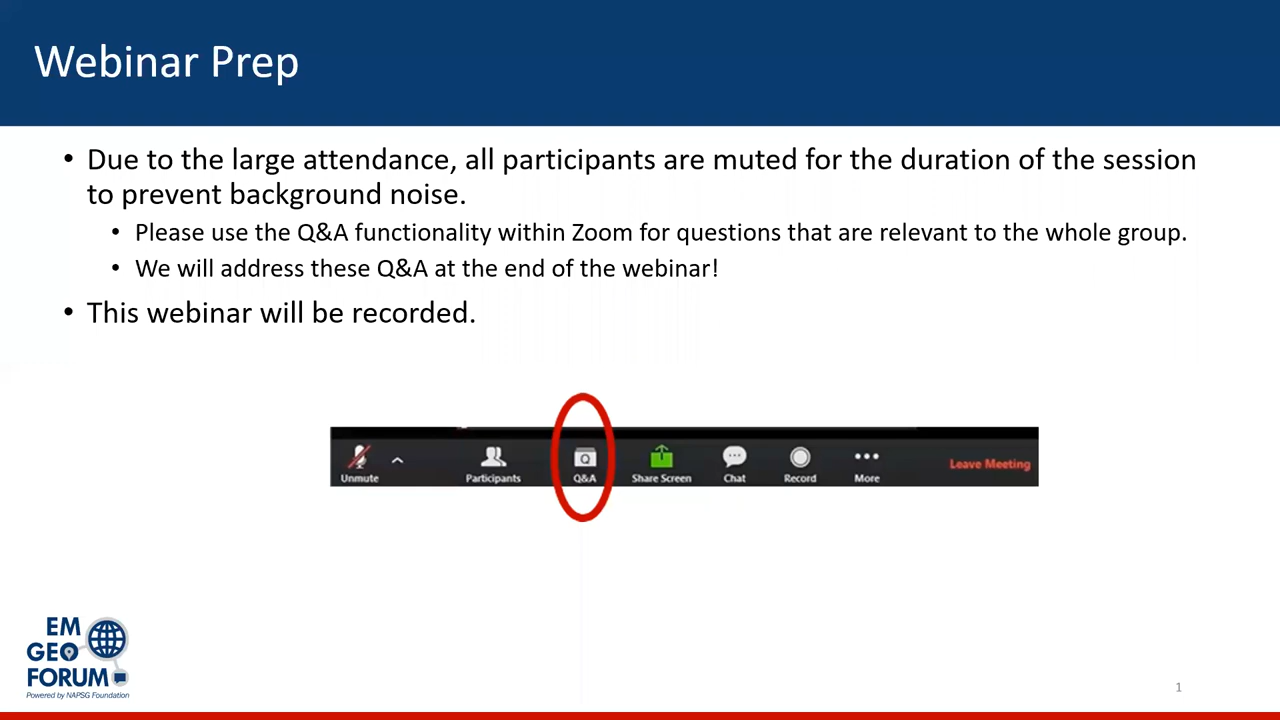 Webinar Prep
• Due to the large attendance, all participants are muted for the duration of the session
to prevent background noise.
• Please use the Q&A functionality within Zoom for questions that are relevant to the whole group.
• We will address these Q&A at the end of the webinar!
• This webinar will be recorded.
Unmute
Participants
Q&A
Share Screen
Chat
Record
More
Leave Meeting
EM
GEO
FORUM
Powered by NAPSG Foundation
1